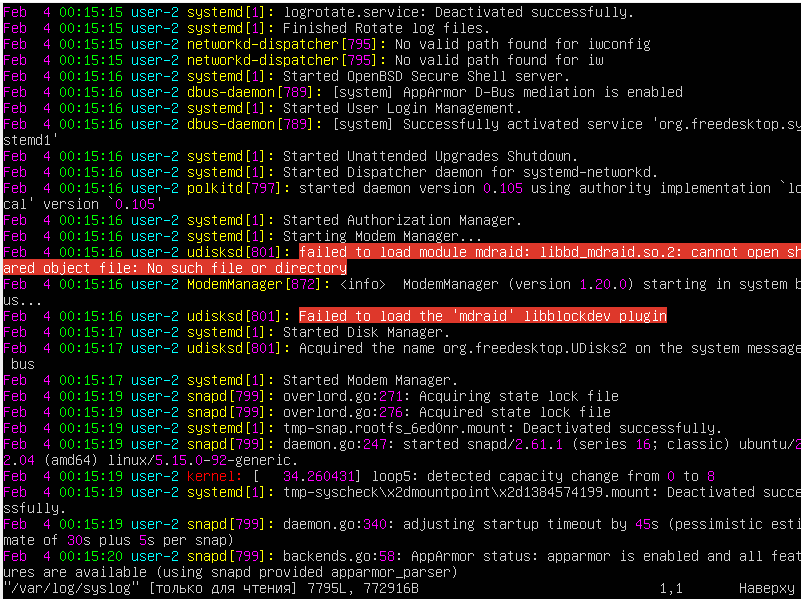 Feb  4 00:15:15 user-2 systemd[1]: logrotate.service: Deactivated successfully.
Feb  4 00:15:15 user-2 systemd[1]: Finished Rotate log files.
Feb  4 00:15:16 user-2 networkd-dispatcher[795]: No valid path found for iwconfig
Feb  4 00:15:16 user-2 networkd-dispatcher[795]: No valid path found for iw
Feb  4 00:15:16 user-2 systemd[1]: Started OpenBSD Secure Shell server.
Feb  4 00:15:16 user-2 dbus-daemon[789]: [system] AppArmor D-Bus mediation is enabled
Feb  4 00:15:16 user-2 systemd[1]: Started User Login Management.
Feb  4 00:15:16 user-2 dbus-daemon[789]: [system] Successfully activated service 'org.freedesktop.sy
stemd1'
Feb  4 00:15:16 user-2 systemd[1]: Started Unattended Upgrades Shutdown.
Feb  4 00:15:16 user-2 systemd[1]: Started Dispatcher daemon for systemd-networkd.
Feb  4 00:15:16 user-2 polkitd[797]: started daemon version 0.105 using authority implementation `lo
cal' version `0.105'
Feb  4 00:15:16 user-2 systemd[1]: Started Authorization Manager.
Feb  4 00:15:16 user-2 systemd[1]: Starting Modem Manager...
Feb  4 00:15:16 user-2 udisksd[801]: failed to load module mdraid: libbd_mdraid.so.2: cannot open sh
ared object file: No such file or directory
Feb  4 00:15:16 user-2 ModemManager[872]: <info>  ModemManager (version 1.20.0) starting in system b
us...
Feb  4 00:15:16 user-2 udisksd[801]: Failed to load the 'mdraid' libblockdev plugin
Feb  4 00:15:17 user-2 systemd[1]: Started Disk Manager.
Feb  4 00:15:17 user-2 udisksd[801]: Acquired the name org.freedesktop.UDisks2 on the system message
 bus
Feb  4 00:15:17 user-2 systemd[1]: Started Modem Manager.
Feb  4 00:15:19 user-2 snapd[799]: overlord.go:271: Acquiring state lock file
Feb  4 00:15:19 user-2 snapd[799]: overlord.go:276: Acquired state lock file
Feb  4 00:15:19 user-2 systemd[1]: tmp-snap.rootfs_6ed0nr.mount: Deactivated successfully.
Feb  4 00:15:19 user-2 snapd[799]: daemon.go:247: started snapd/2.61.1 (series 16; classic) ubuntu/2
2.04 (amd64) linux/5.15.0-92-generic.
Feb  4 00:15:19 user-2 kernel: [   34.260431] loop5: detected capacity change from 0 to 8
Feb  4 00:15:19 user-2 systemd[1]: tmp-syscheck\x2dmountpoint\x2d1384574199.mount: Deactivated succe
ssfully.
Feb  4 00:15:19 user-2 snapd[799]: daemon.go:340: adjusting startup timeout by 45s (pessimistic esti
mate of 30s plus 5s per snap)
Feb  4 00:15:20 user-2 snapd[799]: backends.go:58: AppArmor status: apparmor is enabled and all feat
ures are available (using snapd provided apparmor_parser)
"/var/log/syslog" [только для чтения] 7795L, 772916B 1,1 Наверху